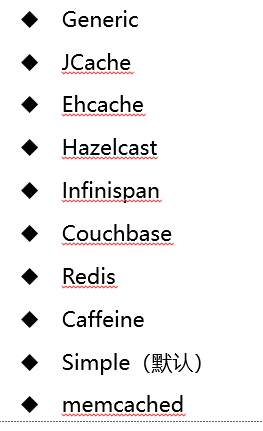 ◆ Generic
◆ JCache
◆ Ehcache
◆ Hazelcast
◆ Infinispan
◆ Couchbase
◆ Redis
◆ Caffeine
◆ Simple（默认）
◆ memcached